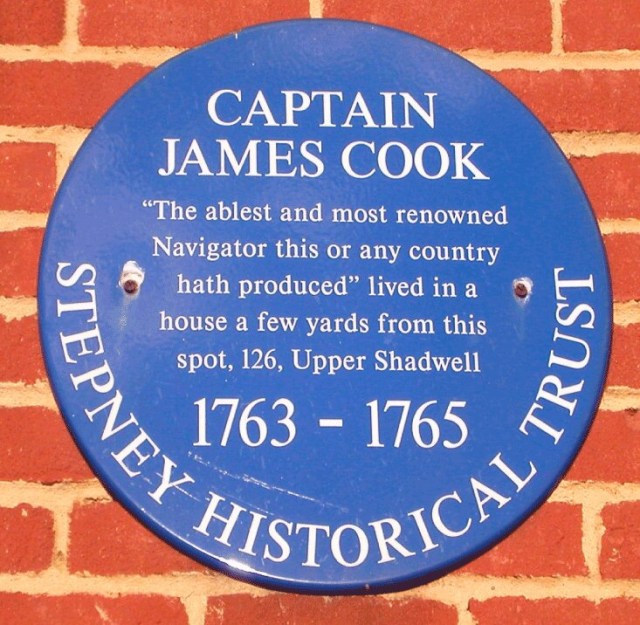 CAPTAIN
JAMES COOK
“The ablest and most renowned
Navigator this or any country
hath produced” lived in a
house a few yards from this
spot, 126, Upper Shadwell
1763 - 1765
STEPNEY HISTORICAL TRUST